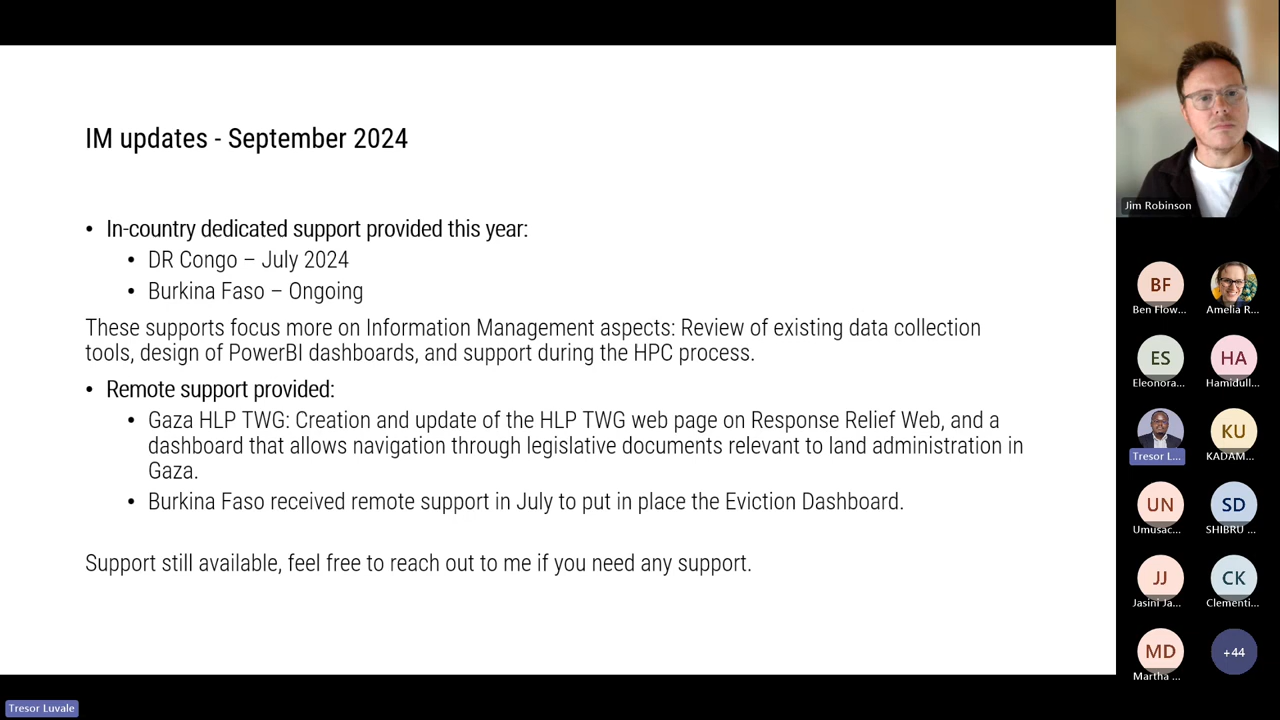 IM updates - September 2024
• In-country dedicated support provided this year:
• DR Congo – July 2024
• Burkina Faso – Ongoing
These supports focus more on Information Management aspects: Review of existing data collection
tools, design of PowerBI dashboards, and support during the HPC process.
• Remote support provided:
• Gaza HLP TWG: Creation and update of the HLP TWG web page on Response Relief Web, and a
dashboard that allows navigation through legislative documents relevant to land administration in
Gaza.
• Burkina Faso received remote support in July to put in place the Eviction Dashboard.
Support still available, feel free to reach out to me if you need any support.
Tresor Luvale
Jim Robinson
BF
Ben Flow...
Amelia R...
ES
Eleonora...
HA
Hamidull...
Tresor L...
KU
KADAM...
UN
Umusac...
SD
SHIBRU ...
JJ
Jasini Ja...
CK
Clementi...
MD
Martha ...
+44